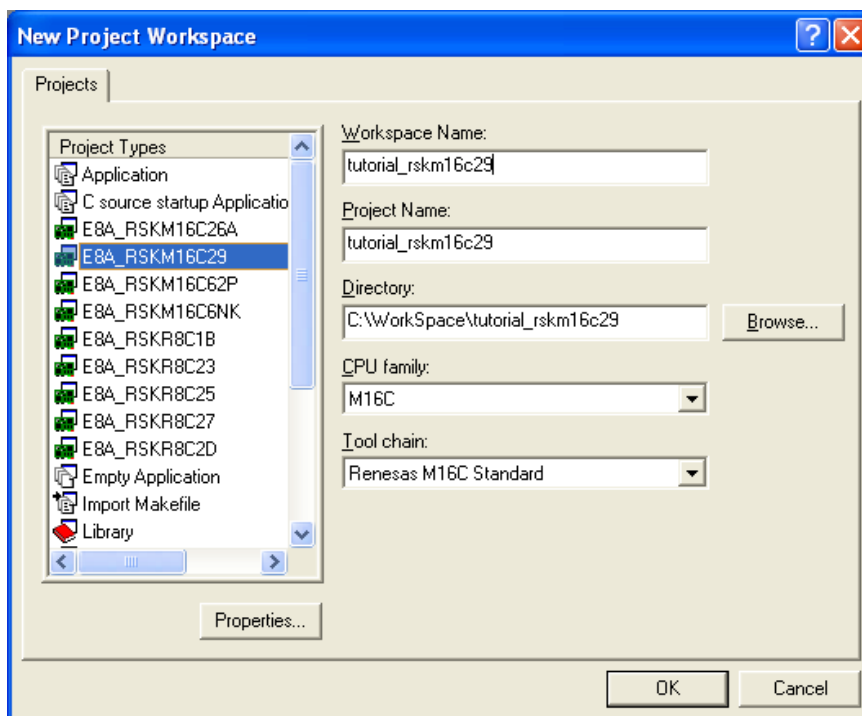 New Project Workspace
Projects
Project Types
Application
C source startup Applicatio
E8A_RSKM16C26A
E8A_RSKM16C29
E8A_RSKM16C62P
E8A_RSKM16C6NK
E8A_RSKR8C1B
E8A_RSKR8C23
E8A_RSKR8C25
E8A_RSKR8C27
E8A_RSKR8C2D
Empty Application
Import Makefile
Library
Properties...
Workspace Name:
tutorial_rskm16c29
Project Name:
tutorial_rskm16c29
Directory:
C:\WorkSpace\tutorial_rskm16c29
Browse...
CPU family:
M16C
Tool chain:
Renesas M16C Standard
OK
Cancel